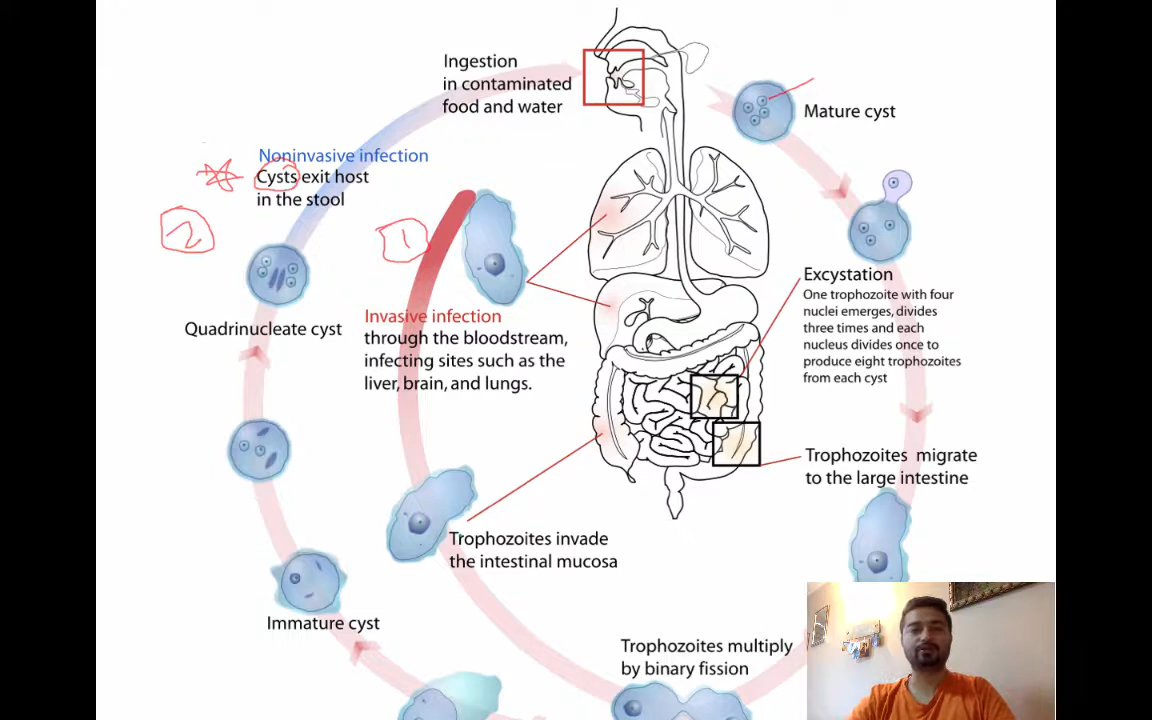 Ingestion
in contaminated
food and water
Mature cyst
Noninvasive infection
Cysts exit host
in the stool
2
1
Quadrinucleate cyst
Invasive infection
through the bloodstream,
infecting sites such as the
liver, brain, and lungs.
Excystation
One trophozoite with four
nuclei emerges, divides
three times and each
nucleus divides once to
produce eight trophozoites
from each cyst
Trophozoites migrate
to the large intestine
Trophozoites invade
the intestinal mucosa
Immature cyst
Trophozoites multiply
by binary fission